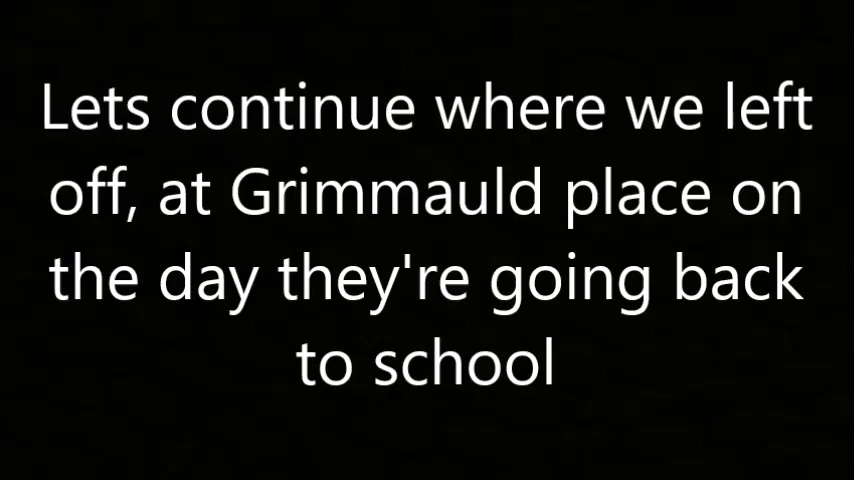 Lets continue where we left
off, at Grimmauld place on
the day they're going back
to school